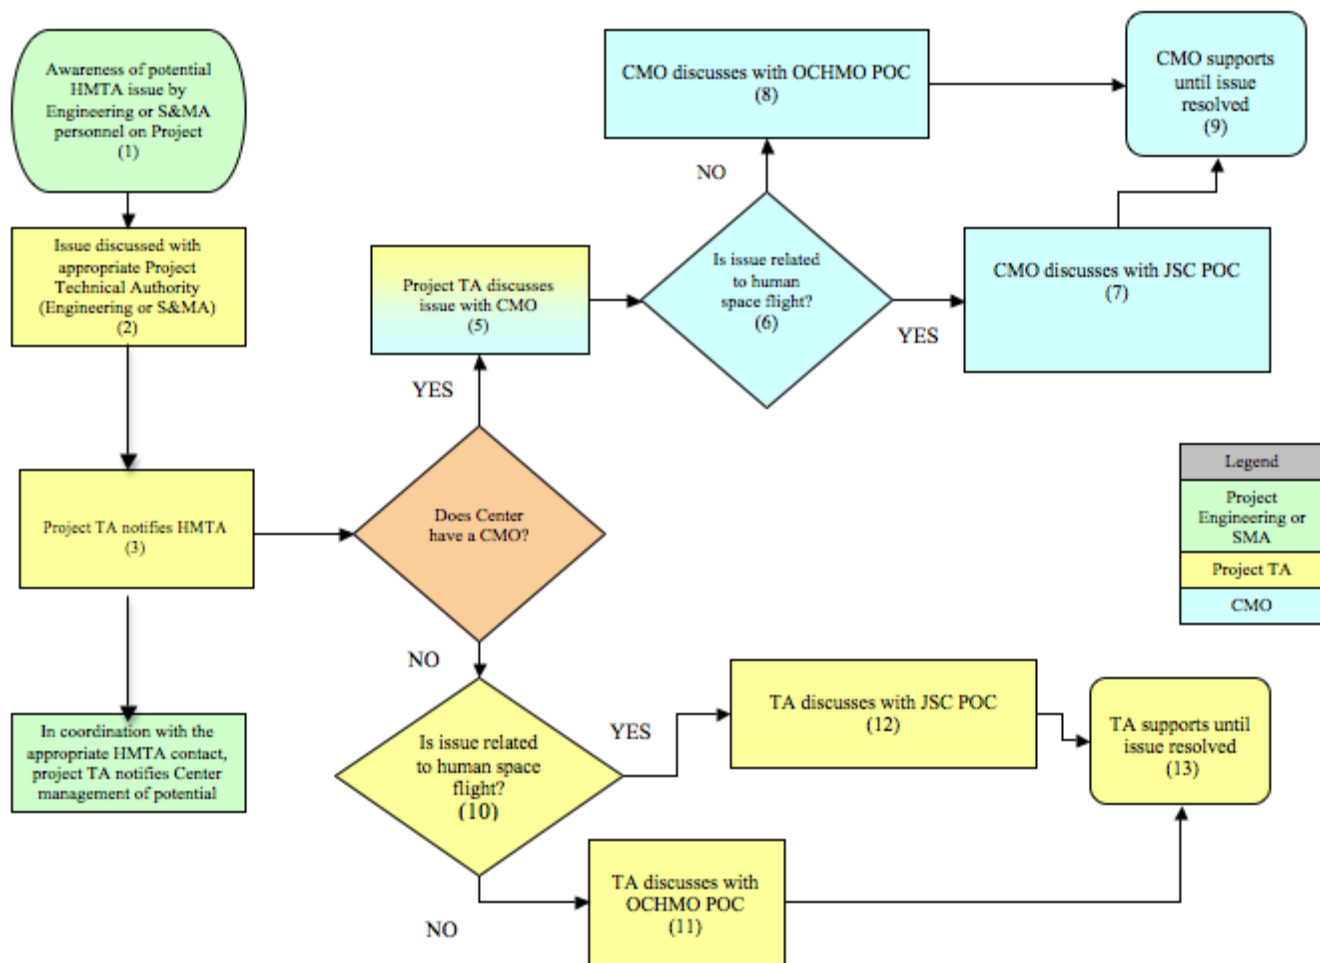 Awareness of potential
HMTA issue by
Engineering or S&MA
personnel on Project
(1)
Issue discussed with
appropriate Project
Technical Authority
(Engineering or S&MA)
(2)
Project TA notifies HMTA
(3)
In coordination with the
appropriate HMTA contact,
project TA notifies Center
management of potential
Does Center
have a CMO?
YES
NO
Project TA discusses
issue with CMO
(5)
Is issue related
to human
space flight?
(6)
NO
YES
CMO discusses with OCHMO POC
(8)
CMO discusses with JSC POC
(7)
CMO supports
until issue
resolved
(9)
Legend
Project
Engineering or
SMA
Project TA
CMO
Is issue related
to human space
flight?
(10)
YES
NO
TA discusses with JSC POC
(12)
TA discusses with
OCHMO POC
(11)
TA supports until
issue resolved
(13)